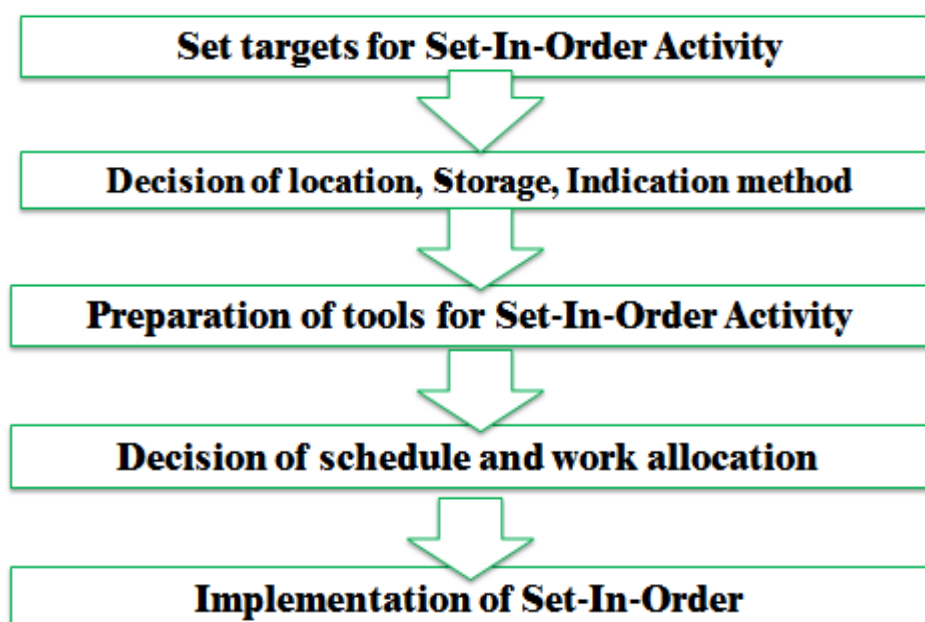 Set targets for Set-In-Order Activity
Decision of location, Storage, Indication method
Preparation of tools for Set-In-Order Activity
Decision of schedule and work allocation
Implementation of Set-In-Order